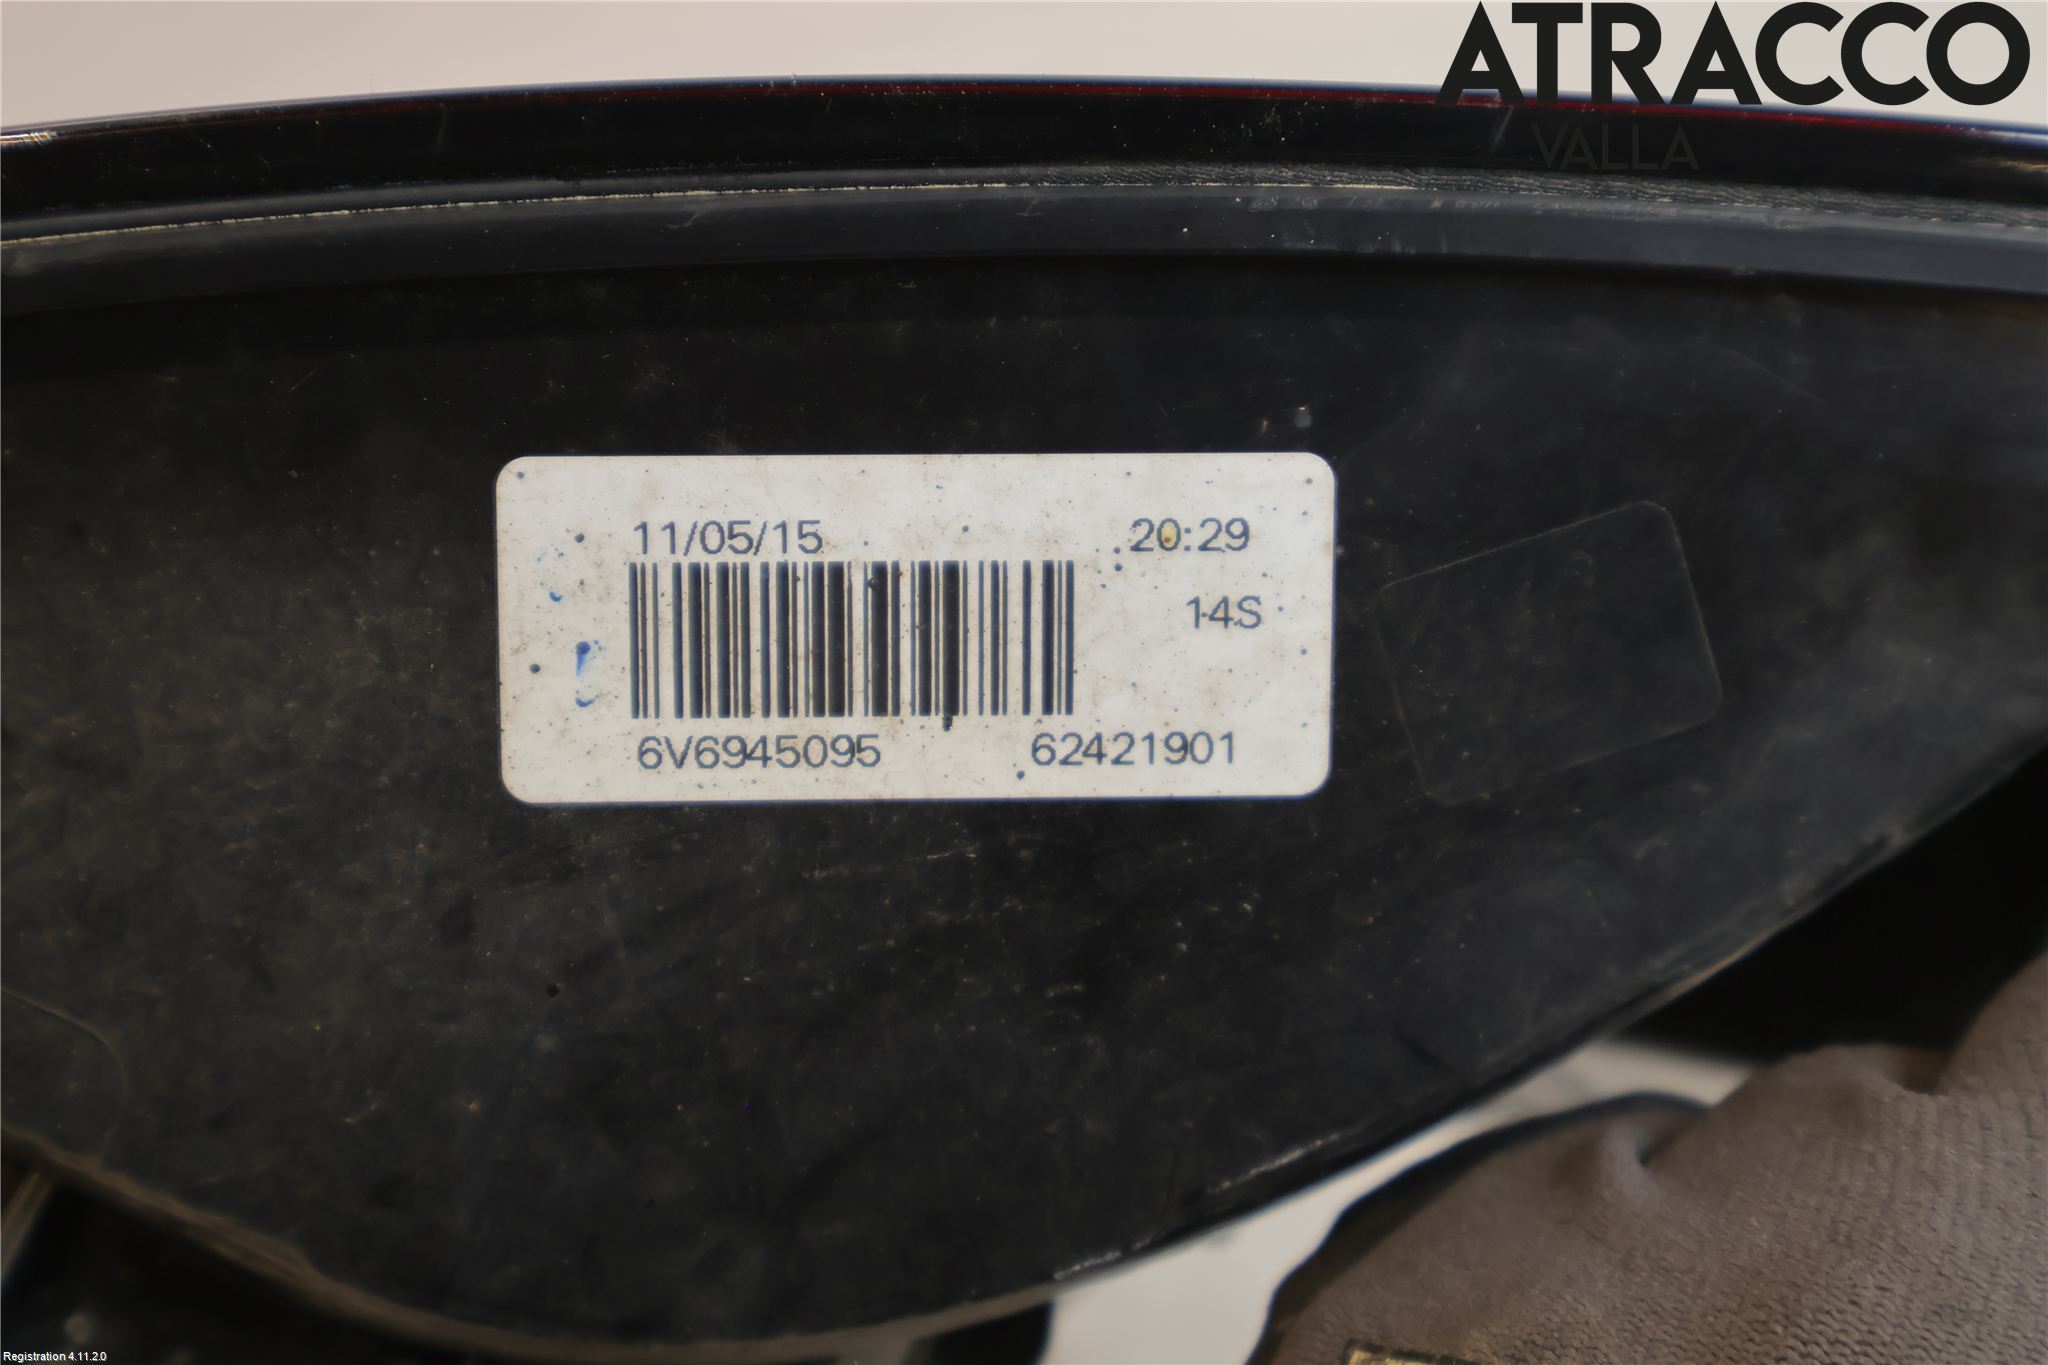 ATRACCO
VALLA
11/05/15 20:29
14S
6V6945095 62421901
Registration 4.11.2.0